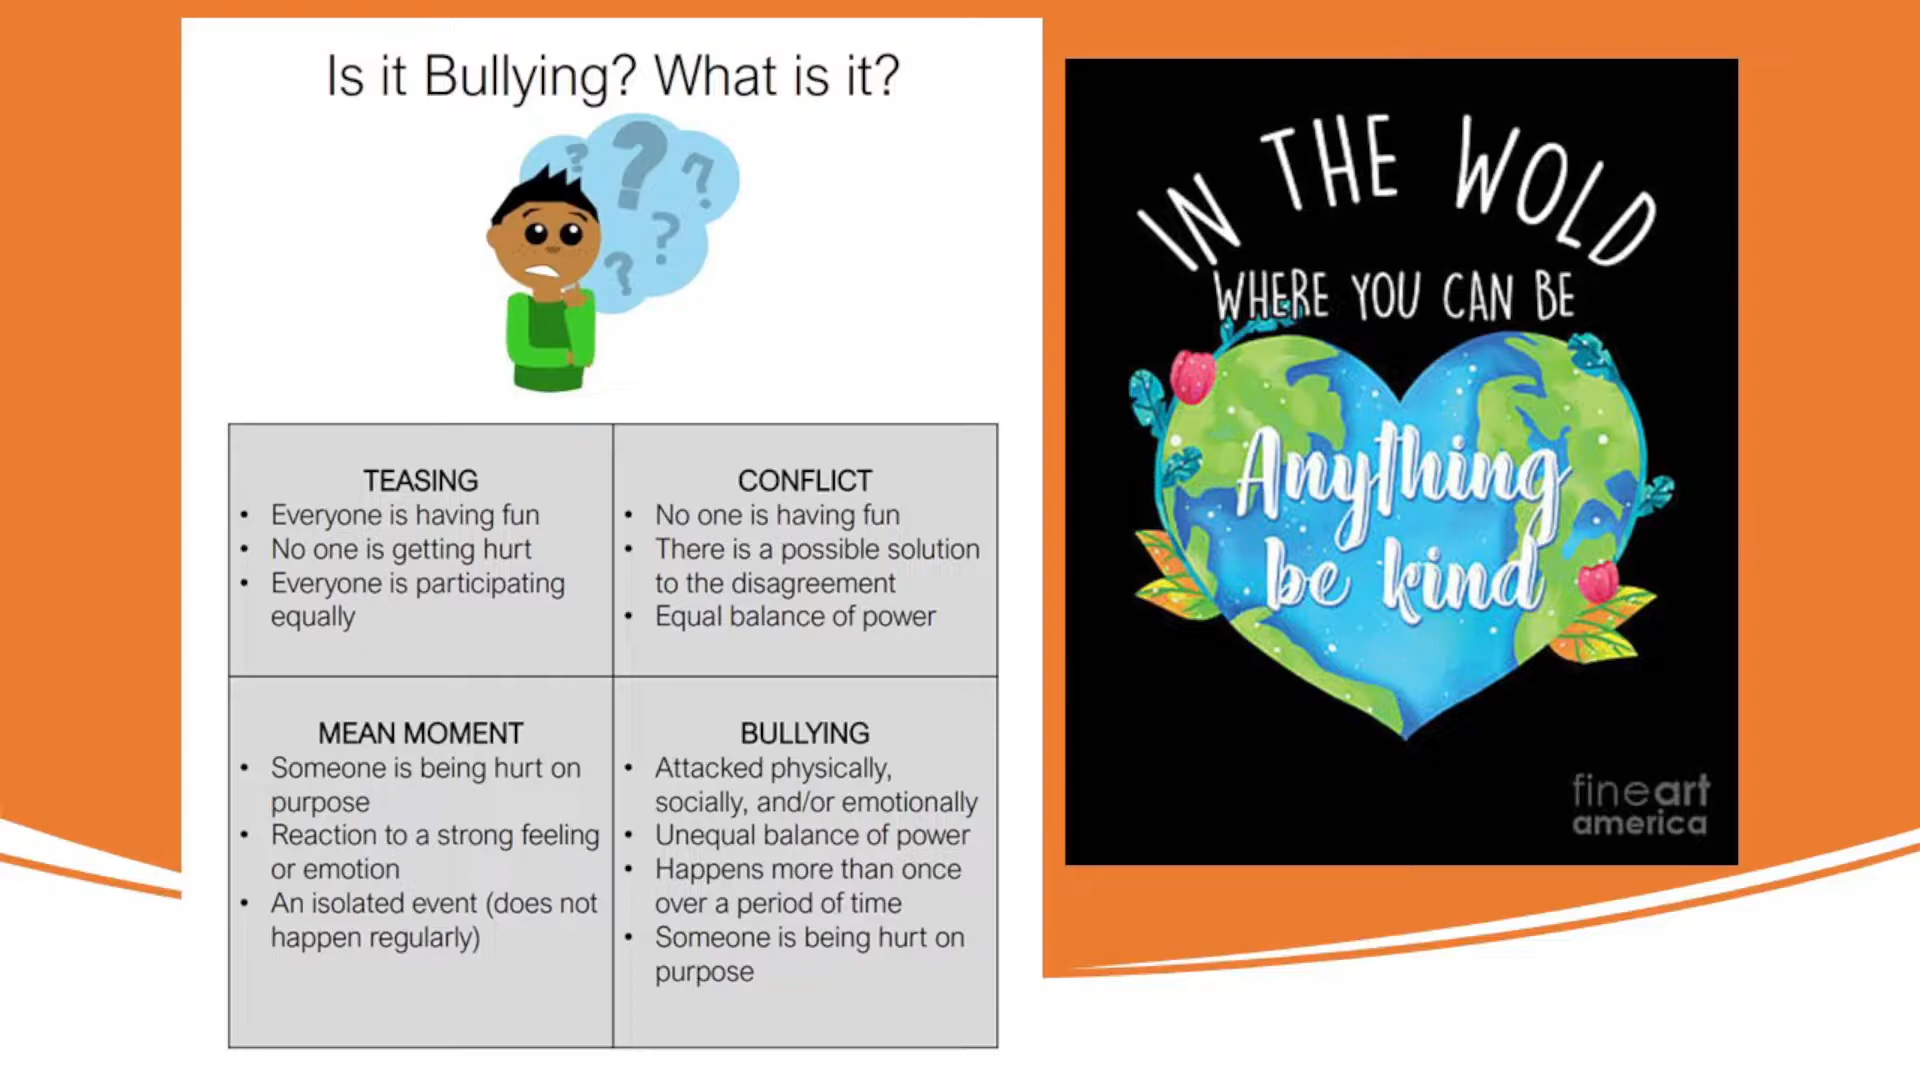 Is it Bullying? What is it?
? ? ? ? ?
TEASING
• Everyone is having fun
• No one is getting hurt
• Everyone is participating
equally
CONFLICT
• No one is having fun
• There is a possible solution
to the disagreement
• Equal balance of power
MEAN MOMENT
• Someone is being hurt on
purpose
• Reaction to a strong feeling
or emotion
• An isolated event (does not
happen regularly)
BULLYING
• Attacked physically,
socially, and/or emotionally
• Unequal balance of power
• Happens more than once
over a period of time
• Someone is being hurt on
purpose
IN THE WOLD
WHERE YOU CAN BE
Anything
be kind
fineart
america